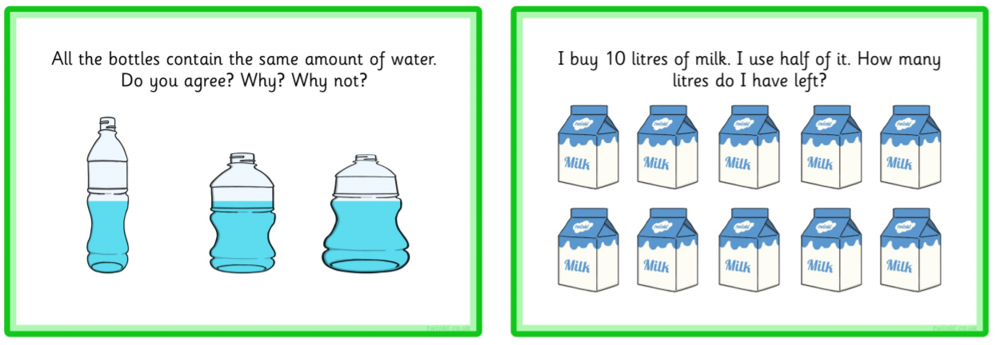 All the bottles contain the same amount of water.
Do you agree? Why? Why not?
twinkl.co.uk
I buy 10 litres of milk. I use half of it. How many
litres do I have left?
twinkl twinkl twinkl twinkl twinkl
Milk Milk Milk Milk Milk
twinkl twinkl twinkl twinkl twinkl
Milk Milk Milk Milk Milk
twinkl.co.uk